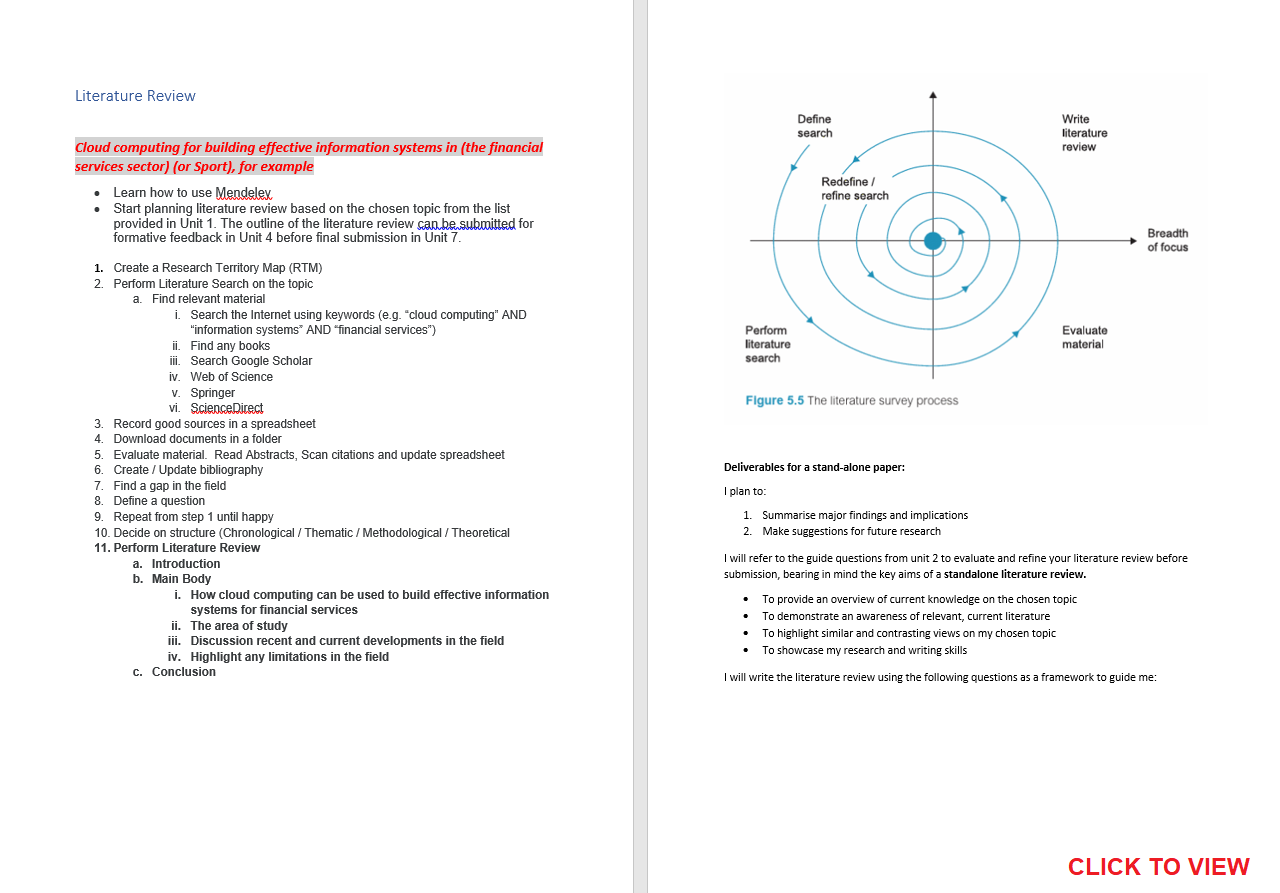 Literature Review
Cloud computing for building effective information systems in (the financial
services sector) (or Sport), for example
• Learn how to use Mendeley.
• Start planning literature review based on the chosen topic from the list
provided in Unit 1. The outline of the literature review can be submitted for
formative feedback in Unit 4 before final submission in Unit 7.
1. Create a Research Territory Map (RTM)
2. Perform Literature Search on the topic
a. Find relevant material
i. Search the Internet using keywords (e.g. “cloud computing” AND
“information systems” AND “financial services”)
ii. Find any books
iii. Search Google Scholar
iv. Web of Science
v. Springer
vi. ScienceDirect
3. Record good sources in a spreadsheet
4. Download documents in a folder
5. Evaluate material. Read Abstracts, Scan citations and update spreadsheet
6. Create / Update bibliography
7. Find a gap in the field
8. Define a question
9. Repeat from step 1 until happy
10. Decide on structure (Chronological / Thematic / Methodological / Theoretical
11. Perform Literature Review
a. Introduction
b. Main Body
i. How cloud computing can be used to build effective information
systems for financial services
ii. The area of study
iii. Discussion recent and current developments in the field
iv. Highlight any limitations in the field
c. Conclusion
Define
search
Write
literature
review
Redefine /
refine search
Breadth
of focus
Perform
literature
search
Evaluate
material
Figure 5.5 The literature survey process
Deliverables for a stand-alone paper:
I plan to:
1. Summarise major findings and implications
2. Make suggestions for future research
I will refer to the guide questions from unit 2 to evaluate and refine your literature review before
submission, bearing in mind the key aims of a standalone literature review.
• To provide an overview of current knowledge on the chosen topic
• To demonstrate an awareness of relevant, current literature
• To highlight similar and contrasting views on my chosen topic
• To showcase my research and writing skills
I will write the literature review using the following questions as a framework to guide me:
CLICK TO VIEW